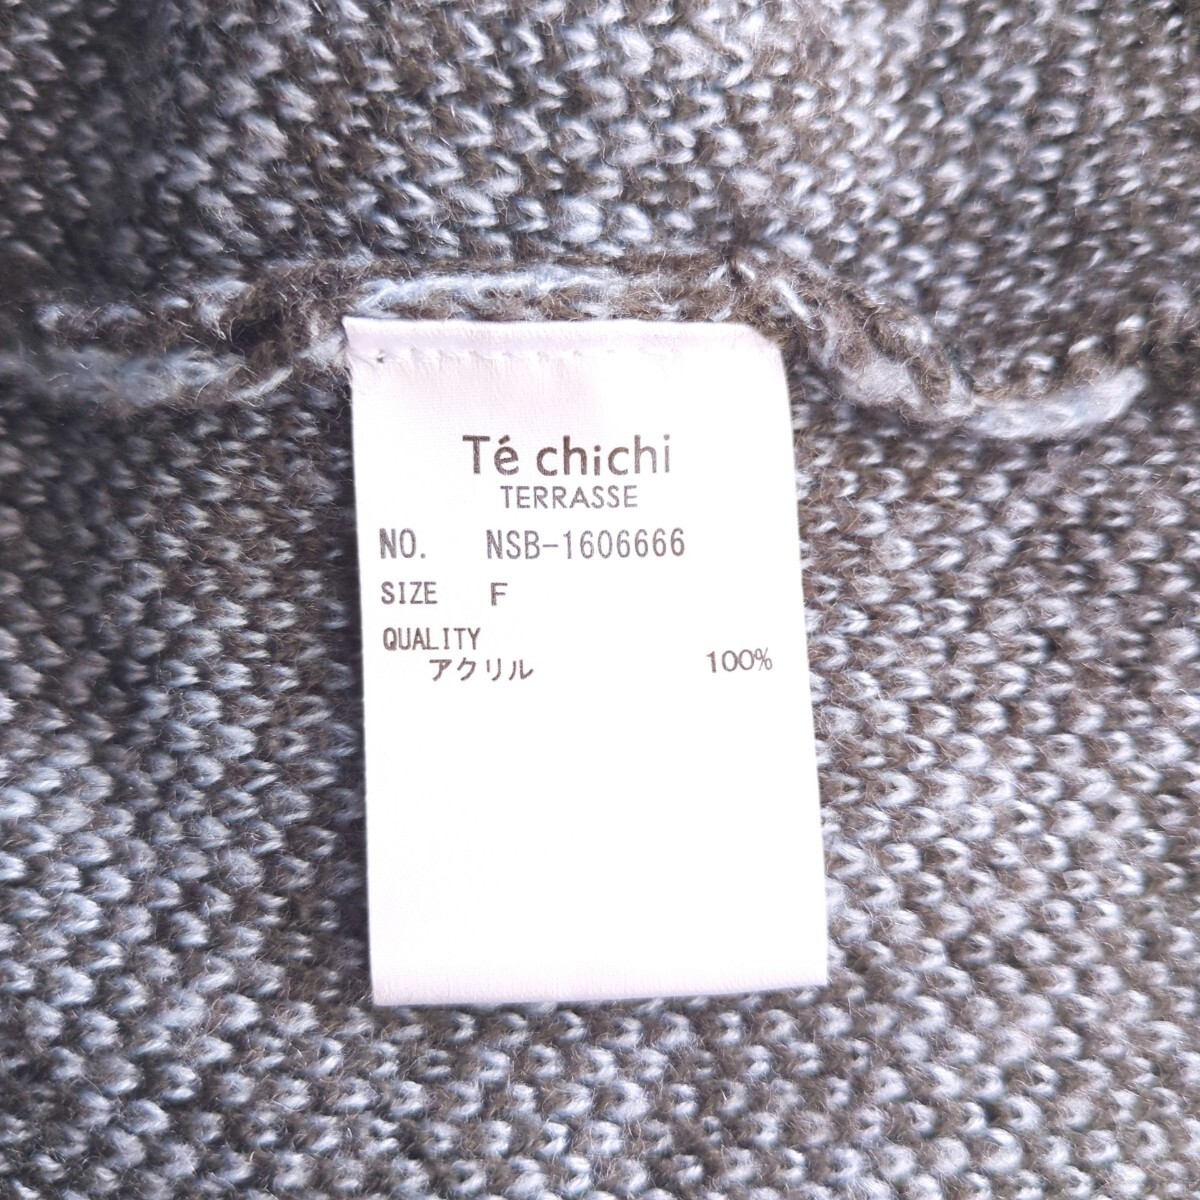 Té chichi
TERRASSE
NO. NSB-1606666
SIZE F
QUALITY
アクリル 100%